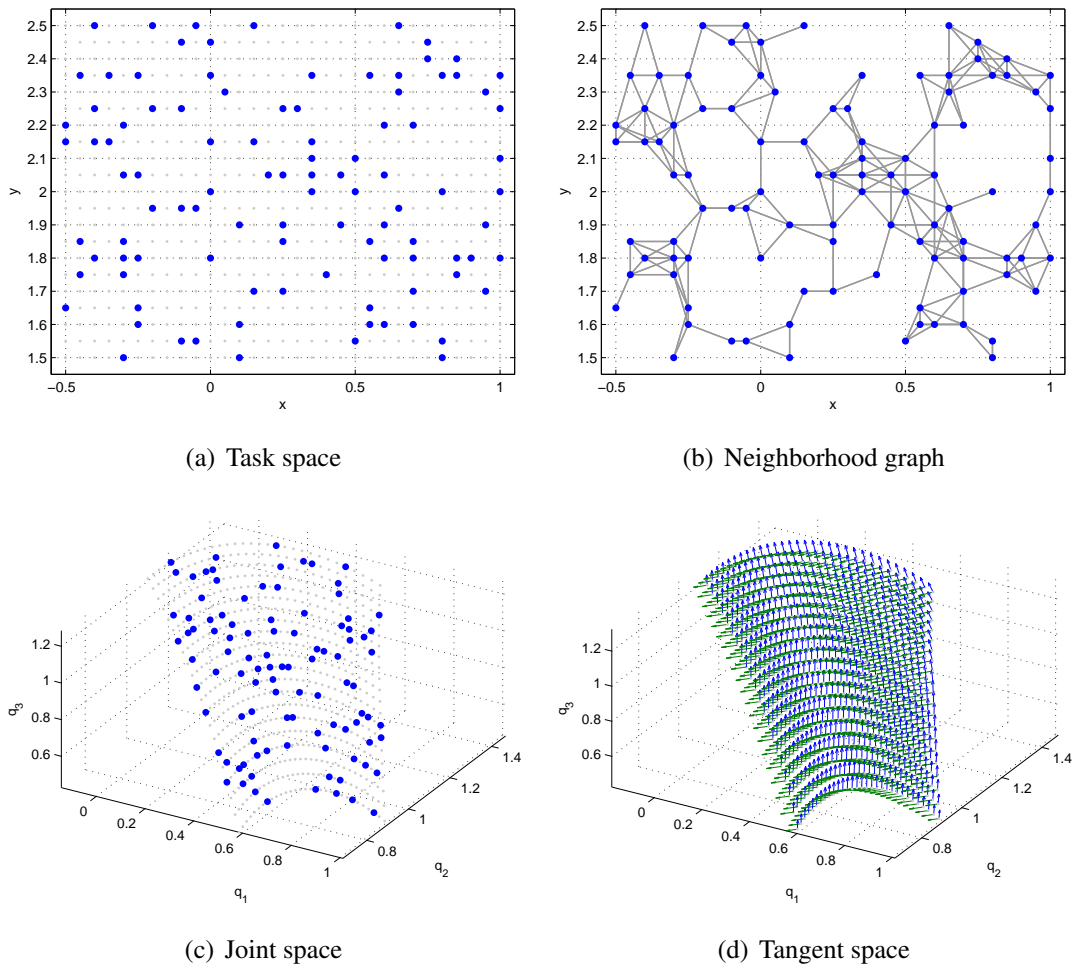 2.5
2.4
2.3
2.2
2.1
2
1.9
1.8
1.7
1.6
1.5
y
−0.5 0 0.5 1
x
(a) Task space
2.5
2.4
2.3
2.2
2.1
2
1.9
1.8
1.7
1.6
1.5
y
−0.5 0 0.5 1
x
(b) Neighborhood graph
1.2
1
0.8
0.6
q3
0 0.2 0.4 0.6 0.8 1
q1
0.8 1 1.2 1.4
q2
(c) Joint space
1.2
1
0.8
0.6
q3
0 0.2 0.4 0.6 0.8 1
q1
0.8 1 1.2 1.4
q2
(d) Tangent space